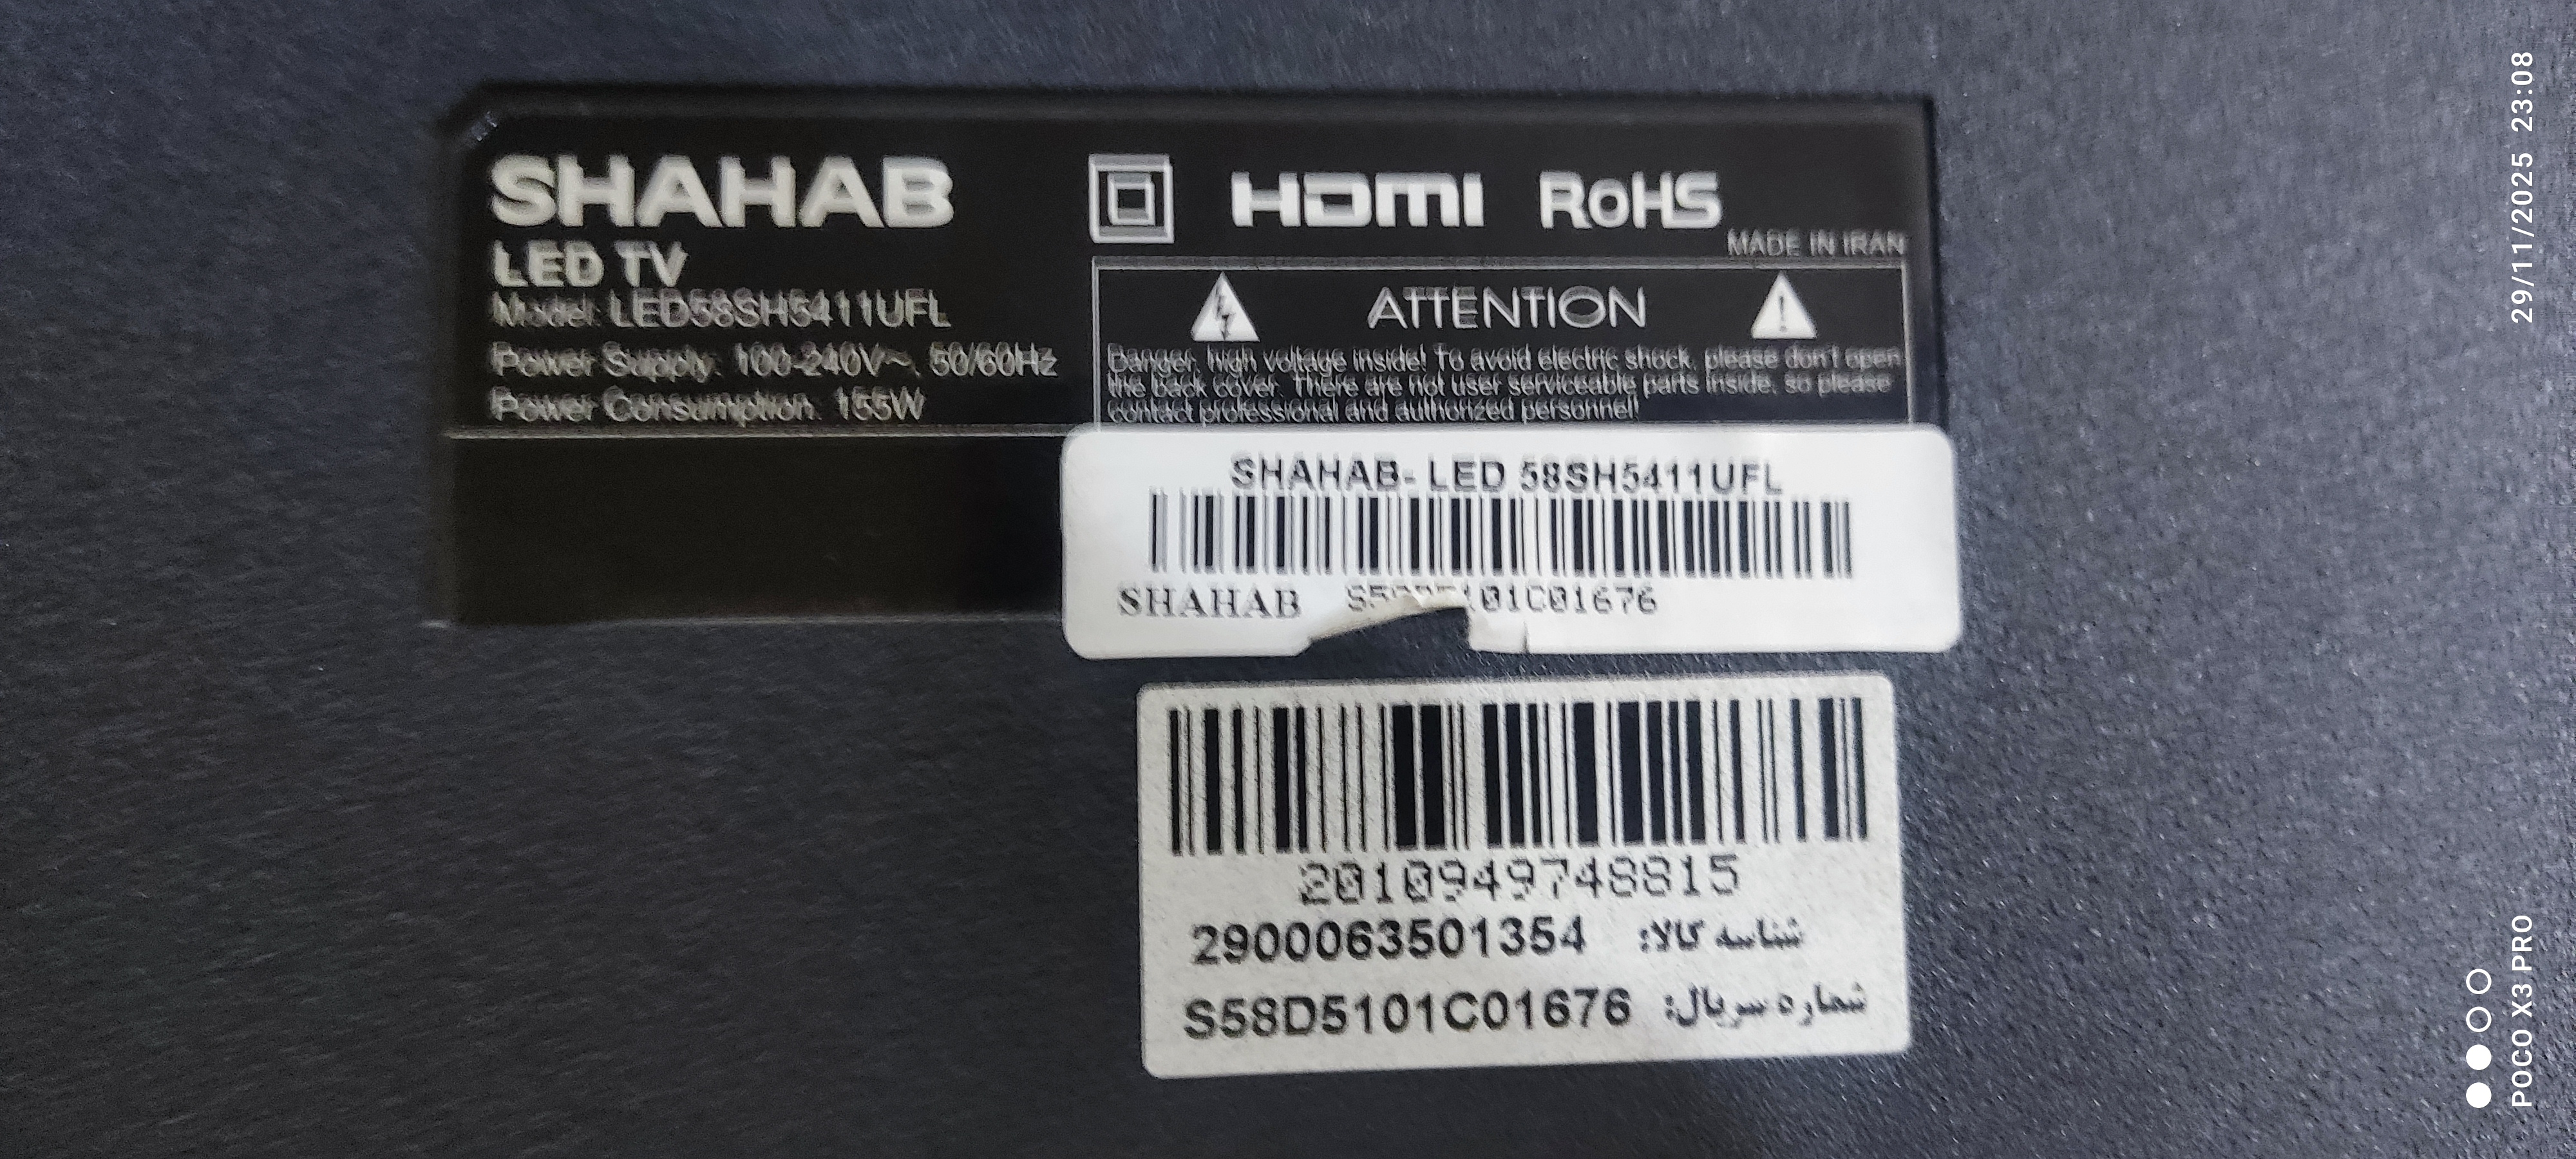 SHAHAB
HDMI RoHS
MADE IN IRAN
LED TV
Model: LED58SH5411UFL
Power Supply: 100-240V~, 50/60Hz
Power Consumption: 155W
ATTENTION
Danger, high voltage inside! To avoid electric shock, please don't open
the back cover. There are not user serviceable parts inside, so please
contact professional and authorized personnel!
SHAHAB- LED 58SH5411UFL
SHAHAB
2010949748815
شناسه کالا: 2900063501354
شماره سریال: S58D5101C01676
29/11/2025 23:08
POCO X3 PRO